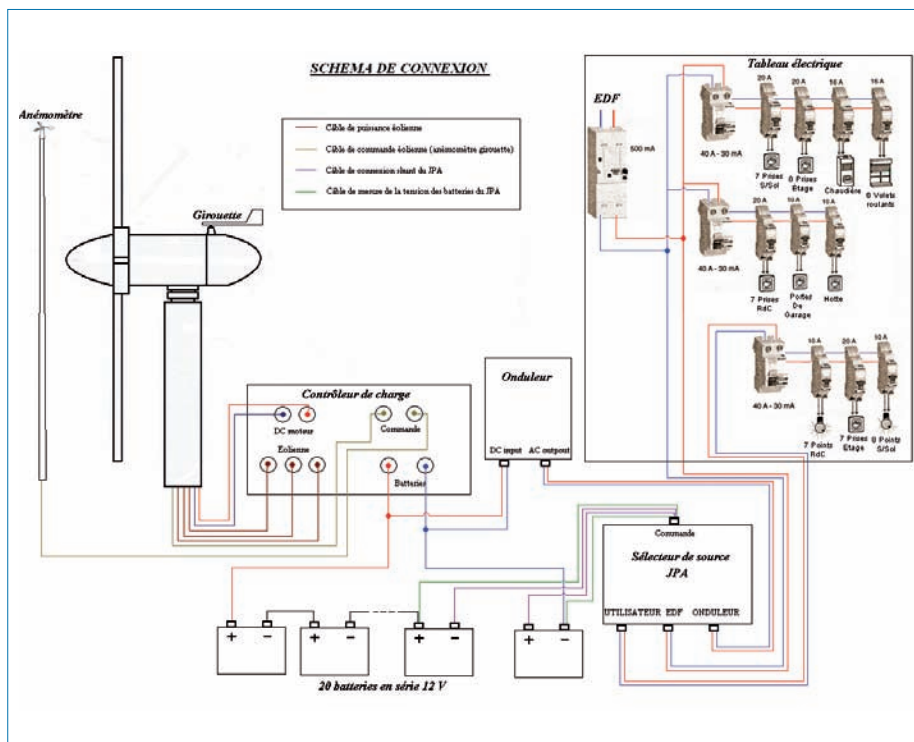 SCHEMA DE CONNEXION
Anémomètre
Girouette
Câble de puissance éolienne
Câble de commande éolienne (anémomètre girouette)
Câble de connexion shunt du JPA
Câble de mesure de la tension des batteries du JPA
EDF
500 mA
Tableau électrique
20 A
20 A
16 A
16 A
40 A - 30 mA
7 Prises S/Sol
8 Prises Etage
Chaudière
8 Volets roulants
20 A
10 A
10 A
40 A - 30 mA
7 Prises RdC
Portier De Garage
Hotte
10 A
20 A
10 A
40 A - 30 mA
7 Points RdC
7 Prises Etage
8 Points S/Sol
Contrôleur de charge
DC moteur
Commande
Eolienne
Batteries
Onduleur
DC input
AC outpout
Commande
Sélecteur de source
JPA
UTILISATEUR EDF ONDULEUR
+ -
+ -
+ -
+ -
20 batteries en série 12 V